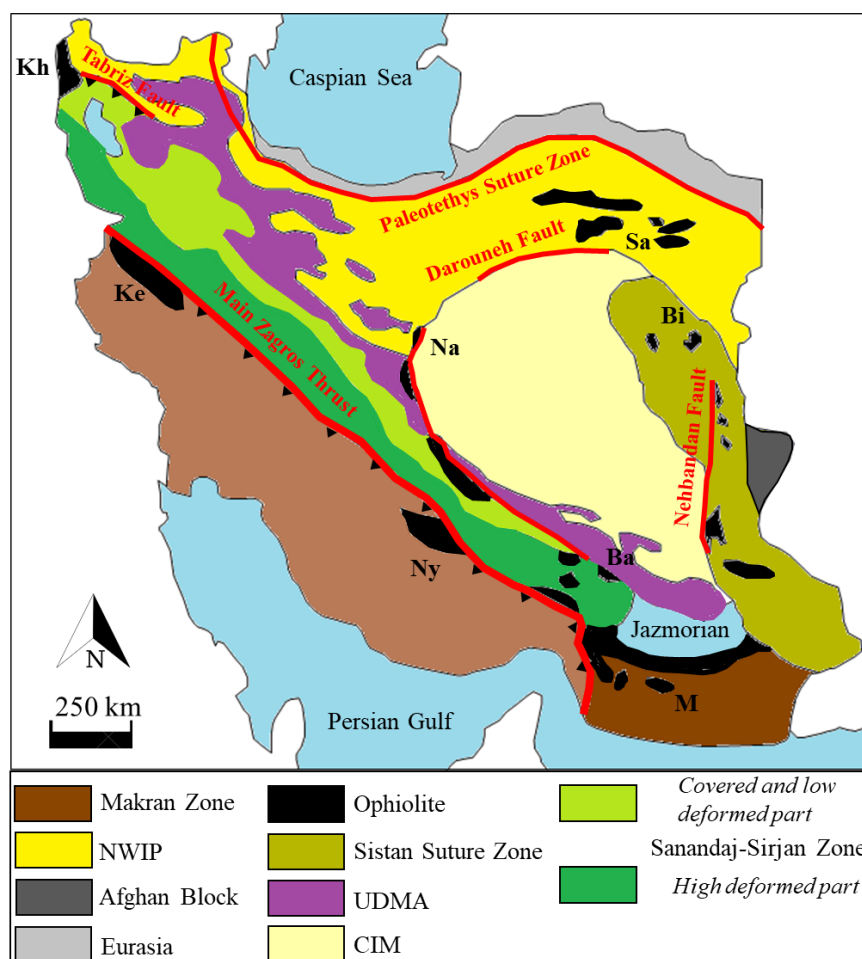 Caspian Sea
Kh
Tabriz Fault
Paleotethys Suture Zone
Darouneh Fault
Sa
Ke
Main Zagros Thrust
Na
Bi
Nehbandan Fault
Ny
Ba
Jazmorian
N
250 km
Persian Gulf
M
Makran Zone
Ophiolite
Covered and low
deformed part
NWIP
Sistan Suture Zone
Sanandaj-Sirjan Zone
Afghan Block
UDMA
High deformed part
Eurasia
CIM